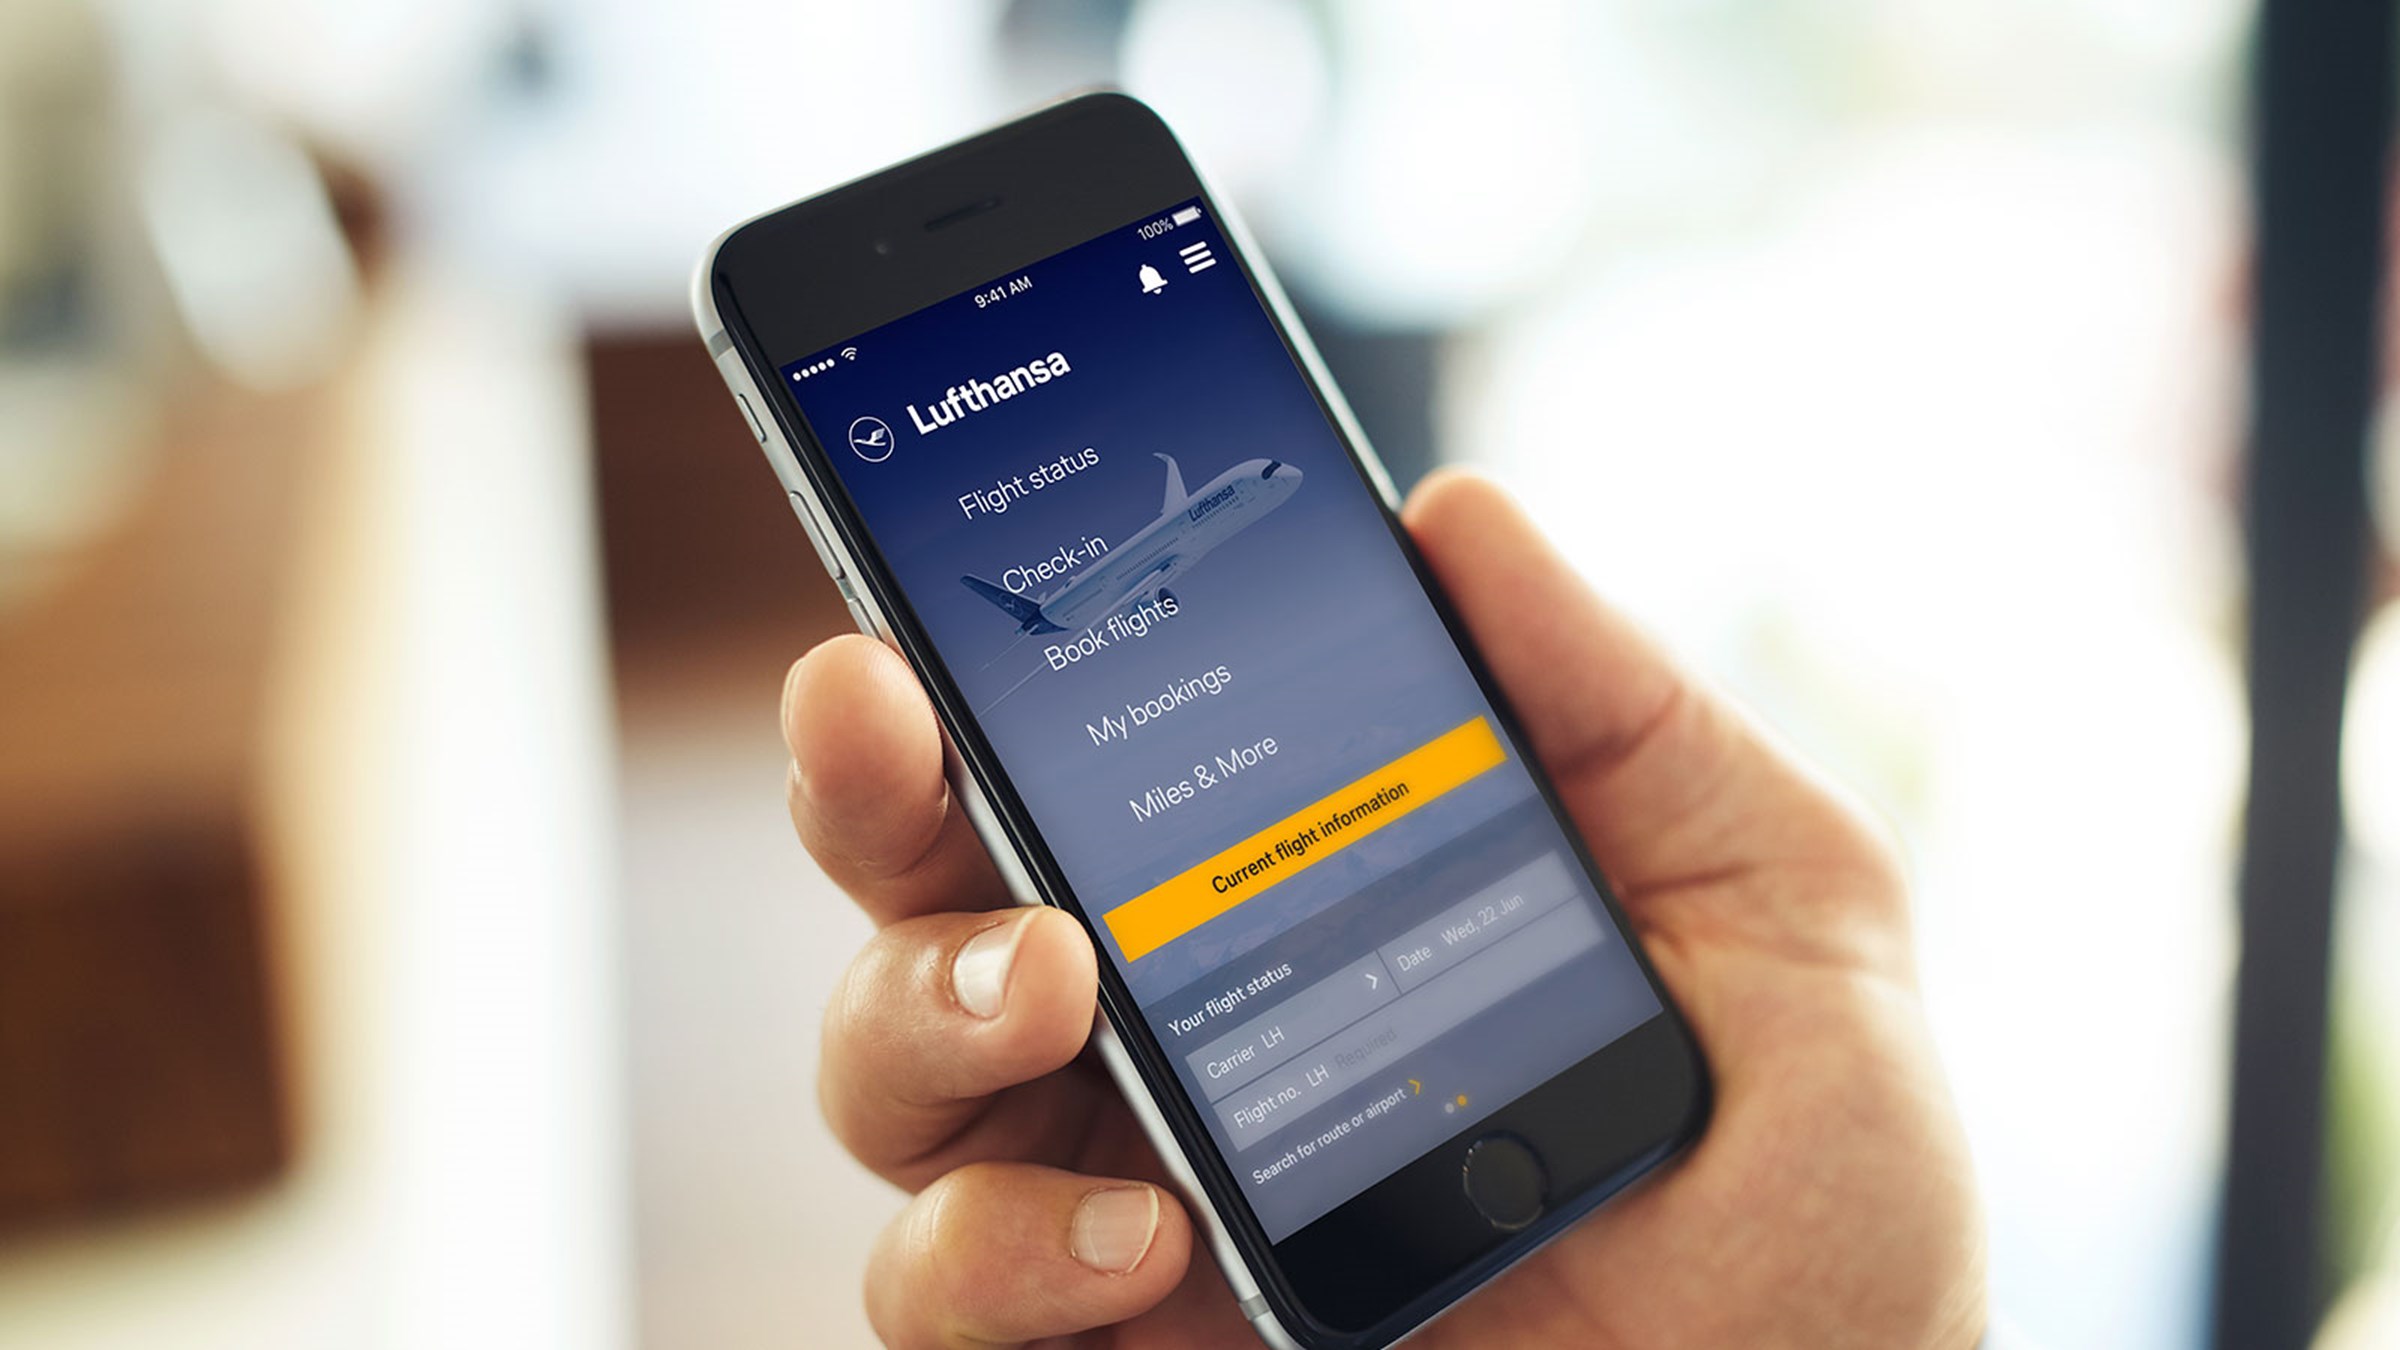 100%
9:41 AM
Lufthansa
Flight status
Lufthansa
Check-in
Book flights
My bookings
Miles & More
Current flight information
Your flight status
Carrier LH
Date Wed, 22 Jun
Flight no. LH Required
Search for route or airport